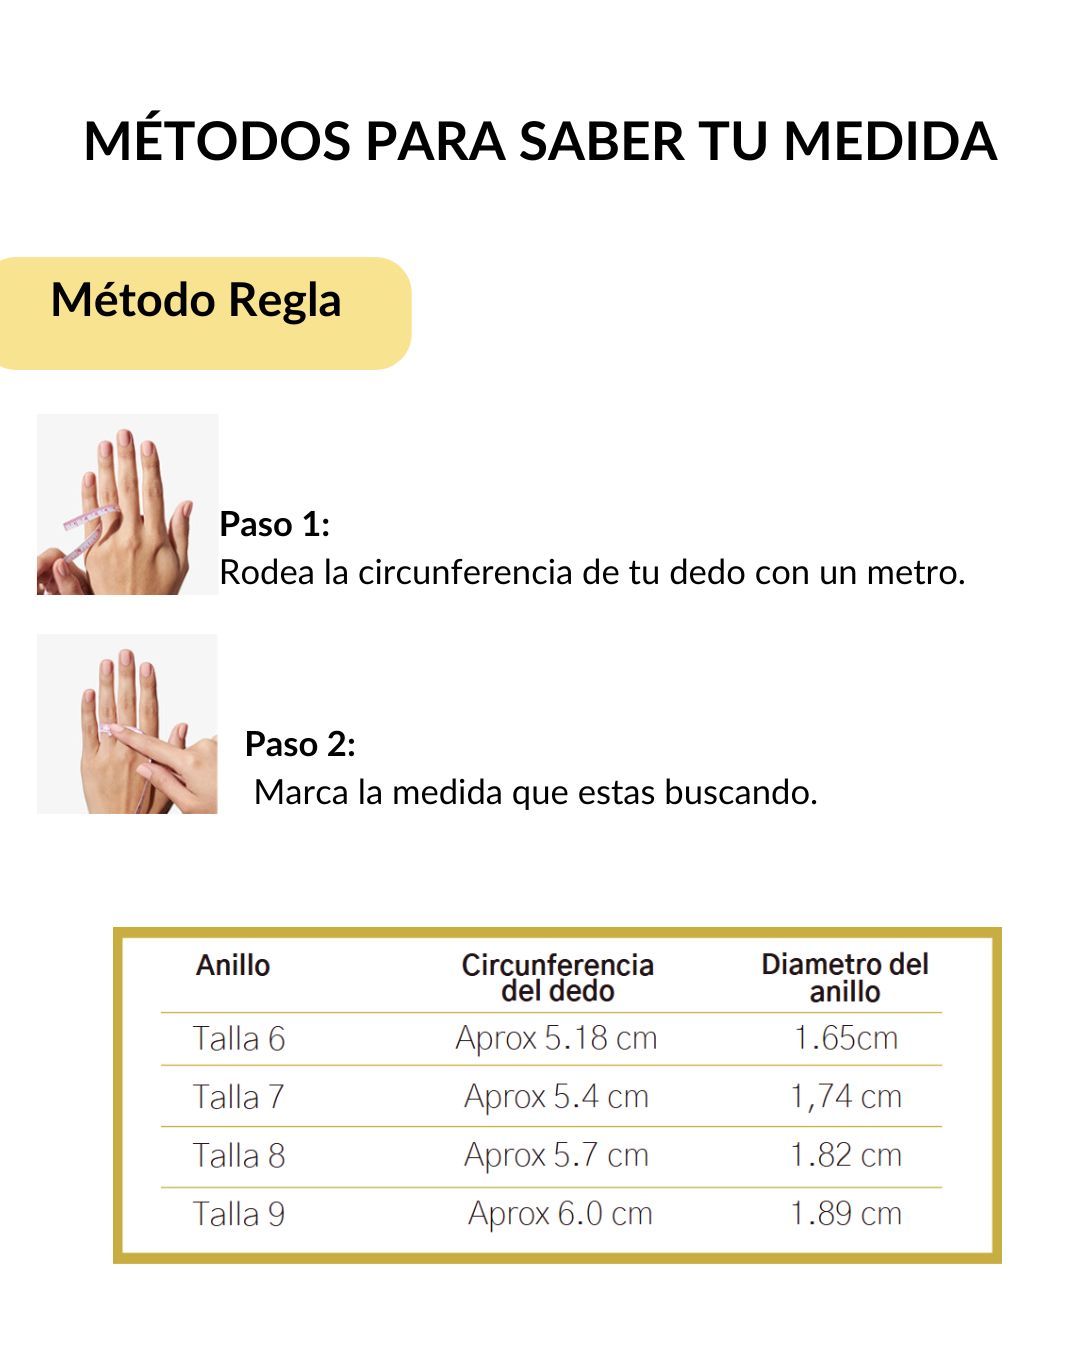 MÉTODOS PARA SABER TU MEDIDA
Método Regla
Paso 1:
Rodea la circunferencia de tu dedo con un metro.
Paso 2:
Marca la medida que estas buscando.
Anillo Circunferencia del dedo Diametro del anillo
Talla 6 Aprox 5.18 cm 1.65cm
Talla 7 Aprox 5.4 cm 1,74 cm
Talla 8 Aprox 5.7 cm 1.82 cm
Talla 9 Aprox 6.0 cm 1.89 cm